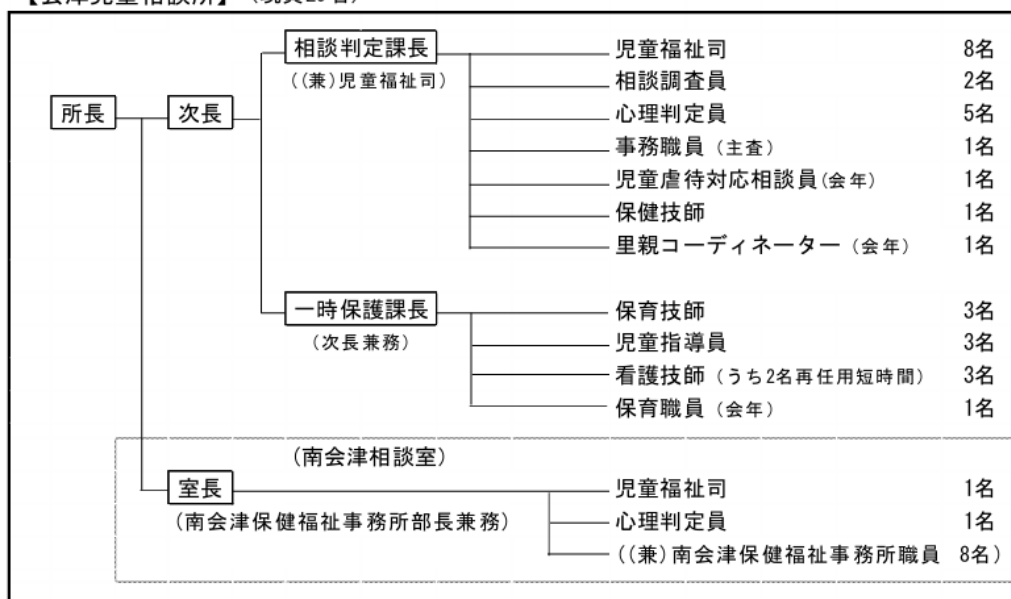 所長
次長
相談判定課長
((兼)児童福祉司)
児童福祉司 8名
相談調査員 2名
心理判定員 5名
事務職員(主査) 1名
児童虐待対応相談員(会年) 1名
保健技師 1名
里親コーディネーター(会年) 1名
一時保護課長
(次長兼務)
保育技師 3名
児童指導員 3名
看護技師(うち2名再任用短時間) 3名
保育職員(会年) 1名
(南会津相談室)
室長
(南会津保健福祉事務所部長兼務)
児童福祉司 1名
心理判定員 1名
((兼)南会津保健福祉事務所職員 8名)